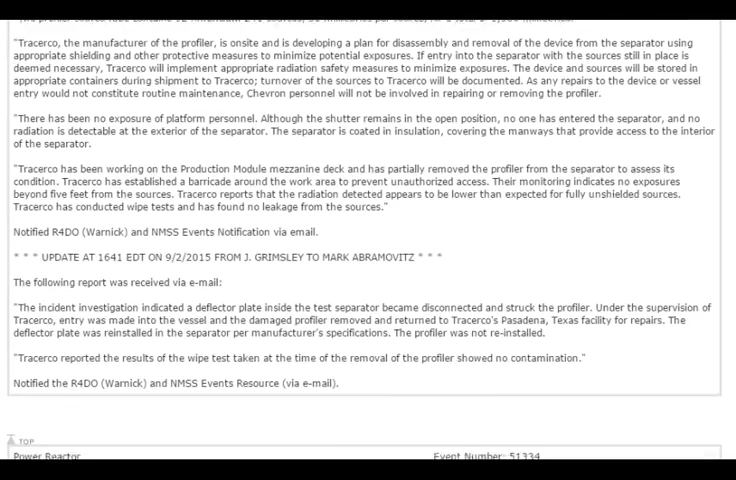 "Tracerco, the manufacturer of the profiler, is onsite and is developing a plan for disassembly and removal of the device from the separator using
appropriate shielding and other protective measures to minimize potential exposures. If entry into the separator with the sources still in place is
deemed necessary, Tracerco will implement appropriate radiation safety measures to minimize exposures. The device and sources will be stored in
appropriate containers during shipment to Tracerco; turnover of the sources to Tracerco will be documented. As any repairs to the device or vessel
entry would not constitute routine maintenance, Chevron personnel will not be involved in repairing or removing the profiler.
"There has been no exposure of platform personnel. Although the shutter remains in the open position, no one has entered the separator, and no
radiation is detectable at the exterior of the separator. The separator is coated in insulation, covering the manways that provide access to the interior
of the separator.
"Tracerco has been working on the Production Module mezzanine deck and has partially removed the profiler from the separator to assess its
condition. Tracerco has established a barricade around the work area to prevent unauthorized access. Their monitoring indicates no exposures
beyond five feet from the sources. Tracerco reports that the radiation detected appears to be lower than expected for fully unshielded sources.
Tracerco has conducted wipe tests and has found no leakage from the sources."
Notified R4DO (Warnick) and NMSS Events Notification via email.
* * * UPDATE AT 1641 EDT ON 9/2/2015 FROM J. GRIMSLEY TO MARK ABRAMOVITZ * * *
The following report was received via e-mail:
"The incident investigation indicated a deflector plate inside the test separator became disconnected and struck the profiler. Under the supervision of
Tracerco, entry was made into the vessel and the damaged profiler removed and returned to Tracerco's Pasadena, Texas facility for repairs. The
deflector plate was reinstalled in the separator per manufacturer's specifications. The profiler was not re-installed.
"Tracerco reported the results of the wipe test taken at the time of the removal of the profiler showed no contamination."
Notified the R4DO (Warnick) and NMSS Events Resource (via e-mail).
TOP
Power Reactor Event Number: 51334